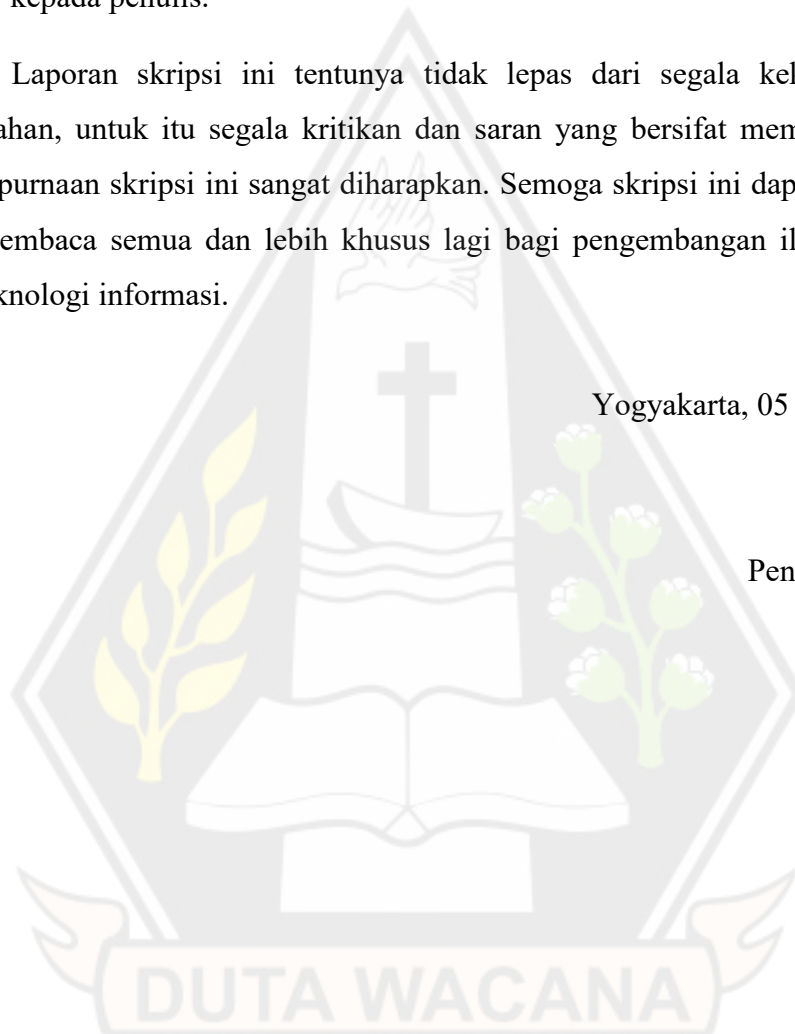 kepada penulis.
Laporan skripsi ini tentunya tidak lepas dari segala kel
ahan, untuk itu segala kritikan dan saran yang bersifat mem
purnaan skripsi ini sangat diharapkan. Semoga skripsi ini dap
embaca semua dan lebih khusus lagi bagi pengembangan il
knologi informasi.
Yogyakarta, 05
Pen
DUTA WACANA